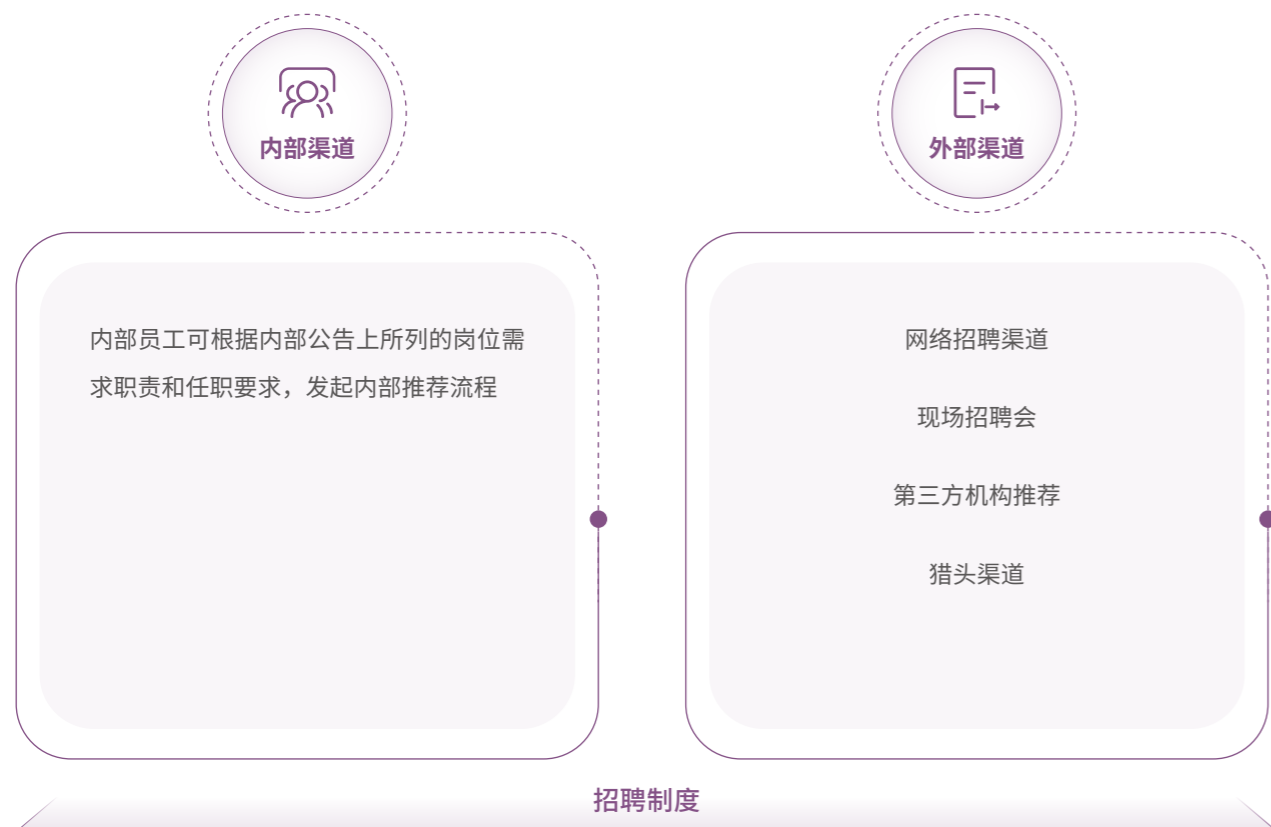 内部渠道
内部员工可根据内部公告上所列的岗位需
求职责和任职要求，发起内部推荐流程
外部渠道
网络招聘渠道
现场招聘会
第三方机构推荐
猎头渠道
招聘制度